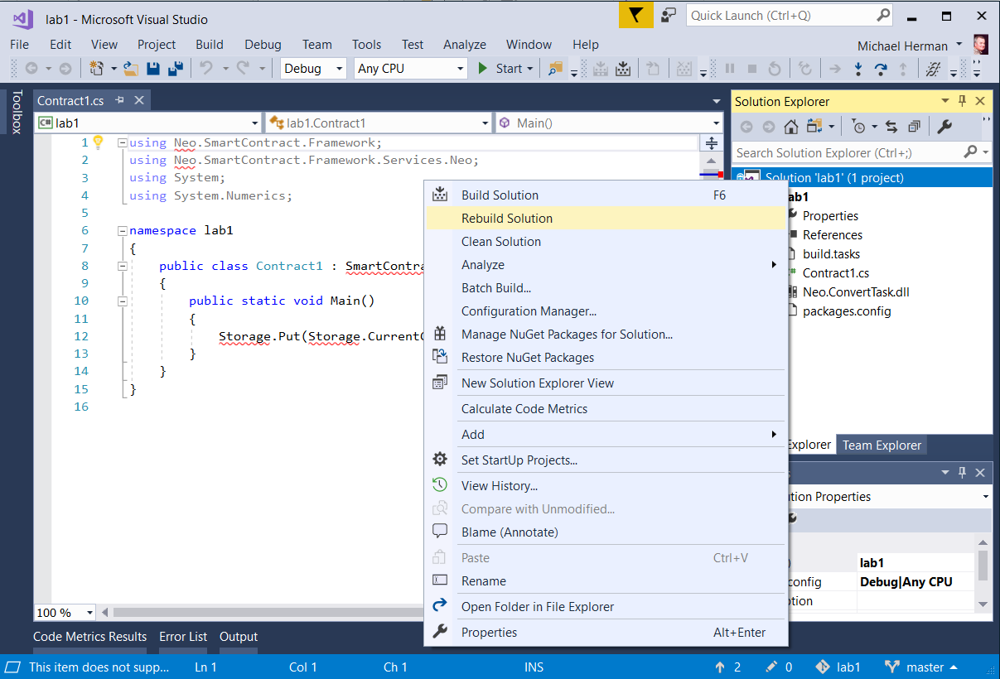 lab1 - Microsoft Visual Studio
Quick Launch (Ctrl+Q)
File Edit View Project Build Debug Team Tools Test Analyze Window Help
Michael Herman
Debug Any CPU Start
Toolbox
Contract1.cs
C# lab1 lab1.Contract1 Main()
1 using Neo.SmartContract.Framework;
2 using Neo.SmartContract.Framework.Services.Neo;
3 using System;
4 using System.Numerics;
5
6 namespace lab1
7 {
8 public class Contract1 : SmartContra
9 {
10 public static void Main()
11 {
12 Storage.Put(Storage.CurrentC
13 }
14 }
15 }
16
100 %
Build Solution F6
Rebuild Solution
Clean Solution
Analyze
Batch Build...
Configuration Manager...
Manage NuGet Packages for Solution...
Restore NuGet Packages
New Solution Explorer View
Calculate Code Metrics
Add
Set StartUp Projects...
View History...
Compare with Unmodified...
Blame (Annotate)
Paste Ctrl+V
Rename
Open Folder in File Explorer
Properties Alt+Enter
Solution Explorer
Search Solution Explorer (Ctrl+;)
Solution 'lab1' (1 project)
ab1
Properties
References
build.tasks
Contract1.cs
Neo.ConvertTask.dll
packages.config
Explorer Team Explorer
ution Properties
) lab1
config Debug|Any CPU
ption
Code Metrics Results Error List Output
This item does not supp... Ln 1 Col 1 Ch 1 INS 2 0 lab1 master